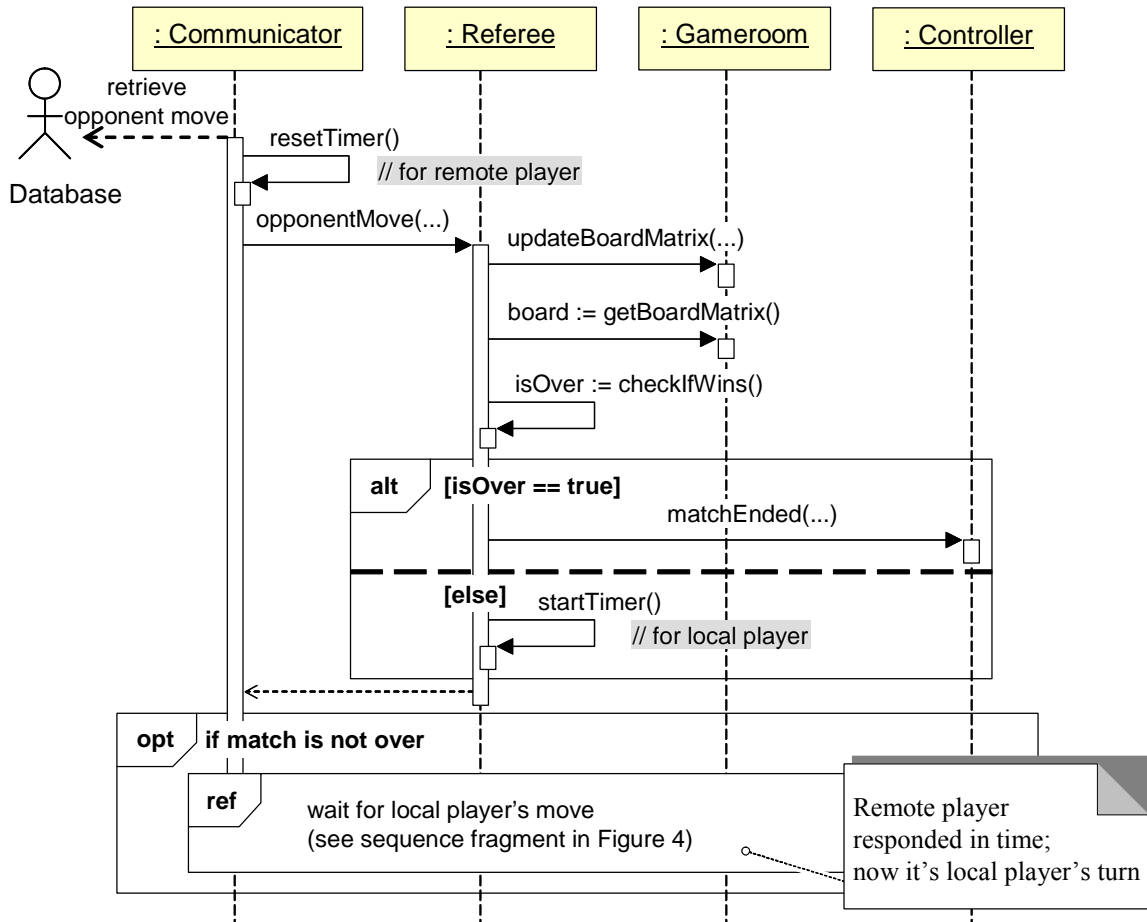 : Communicator
: Referee
: Gameroom
: Controller
retrieve
opponent move
Database
resetTimer()
// for remote player
opponentMove(...)
updateBoardMatrix(...)
board := getBoardMatrix()
isOver := checkIfWins()
alt
[isOver == true]
matchEnded(...)
[else]
startTimer()
// for local player
opt
if match is not over
ref
wait for local player's move
(see sequence fragment in Figure 4)
Remote player
responded in time;
now it's local player's turn